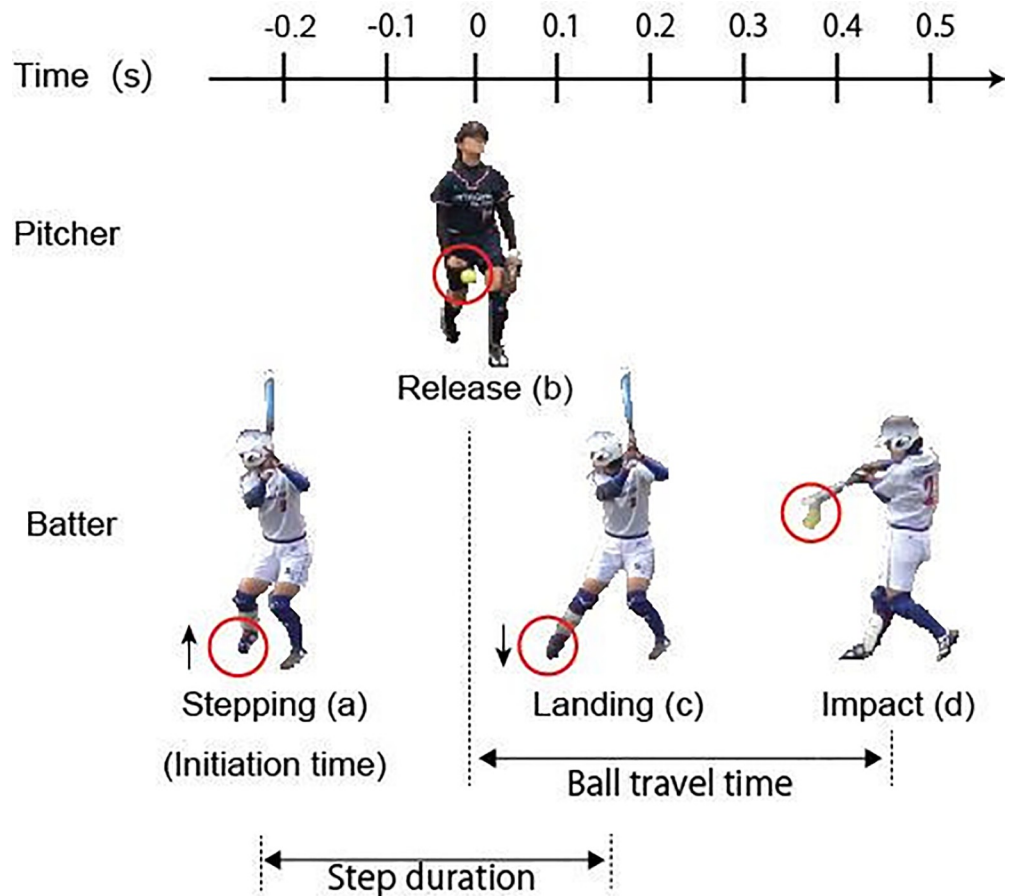 -0.2 -0.1 0 0.1 0.2 0.3 0.4 0.5
Time (s)
Pitcher
Release (b)
Batter
Stepping (a) Landing (c) Impact (d)
(Initiation time)
Ball travel time
Step duration